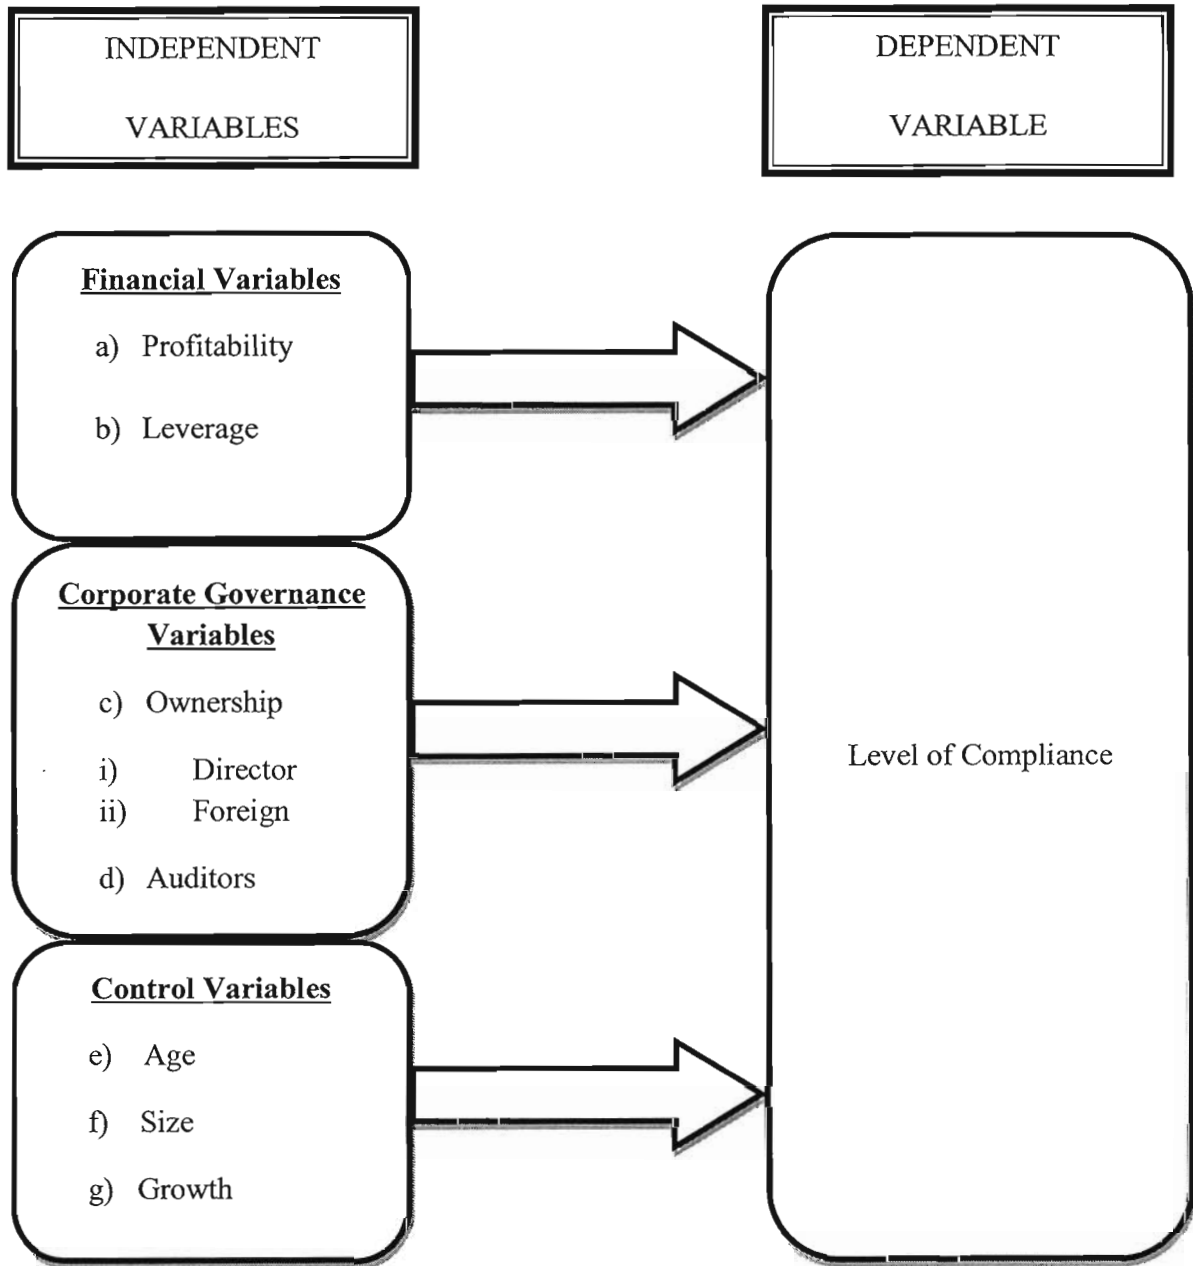 INDEPENDENT
VARIABLES
DEPENDENT
VARIABLE
Financial Variables
a) Profitability
b) Leverage
Corporate Governance
Variables
c) Ownership
i) Director
ii) Foreign
d) Auditors
Control Variables
e) Age
f) Size
g) Growth
Level of Compliance